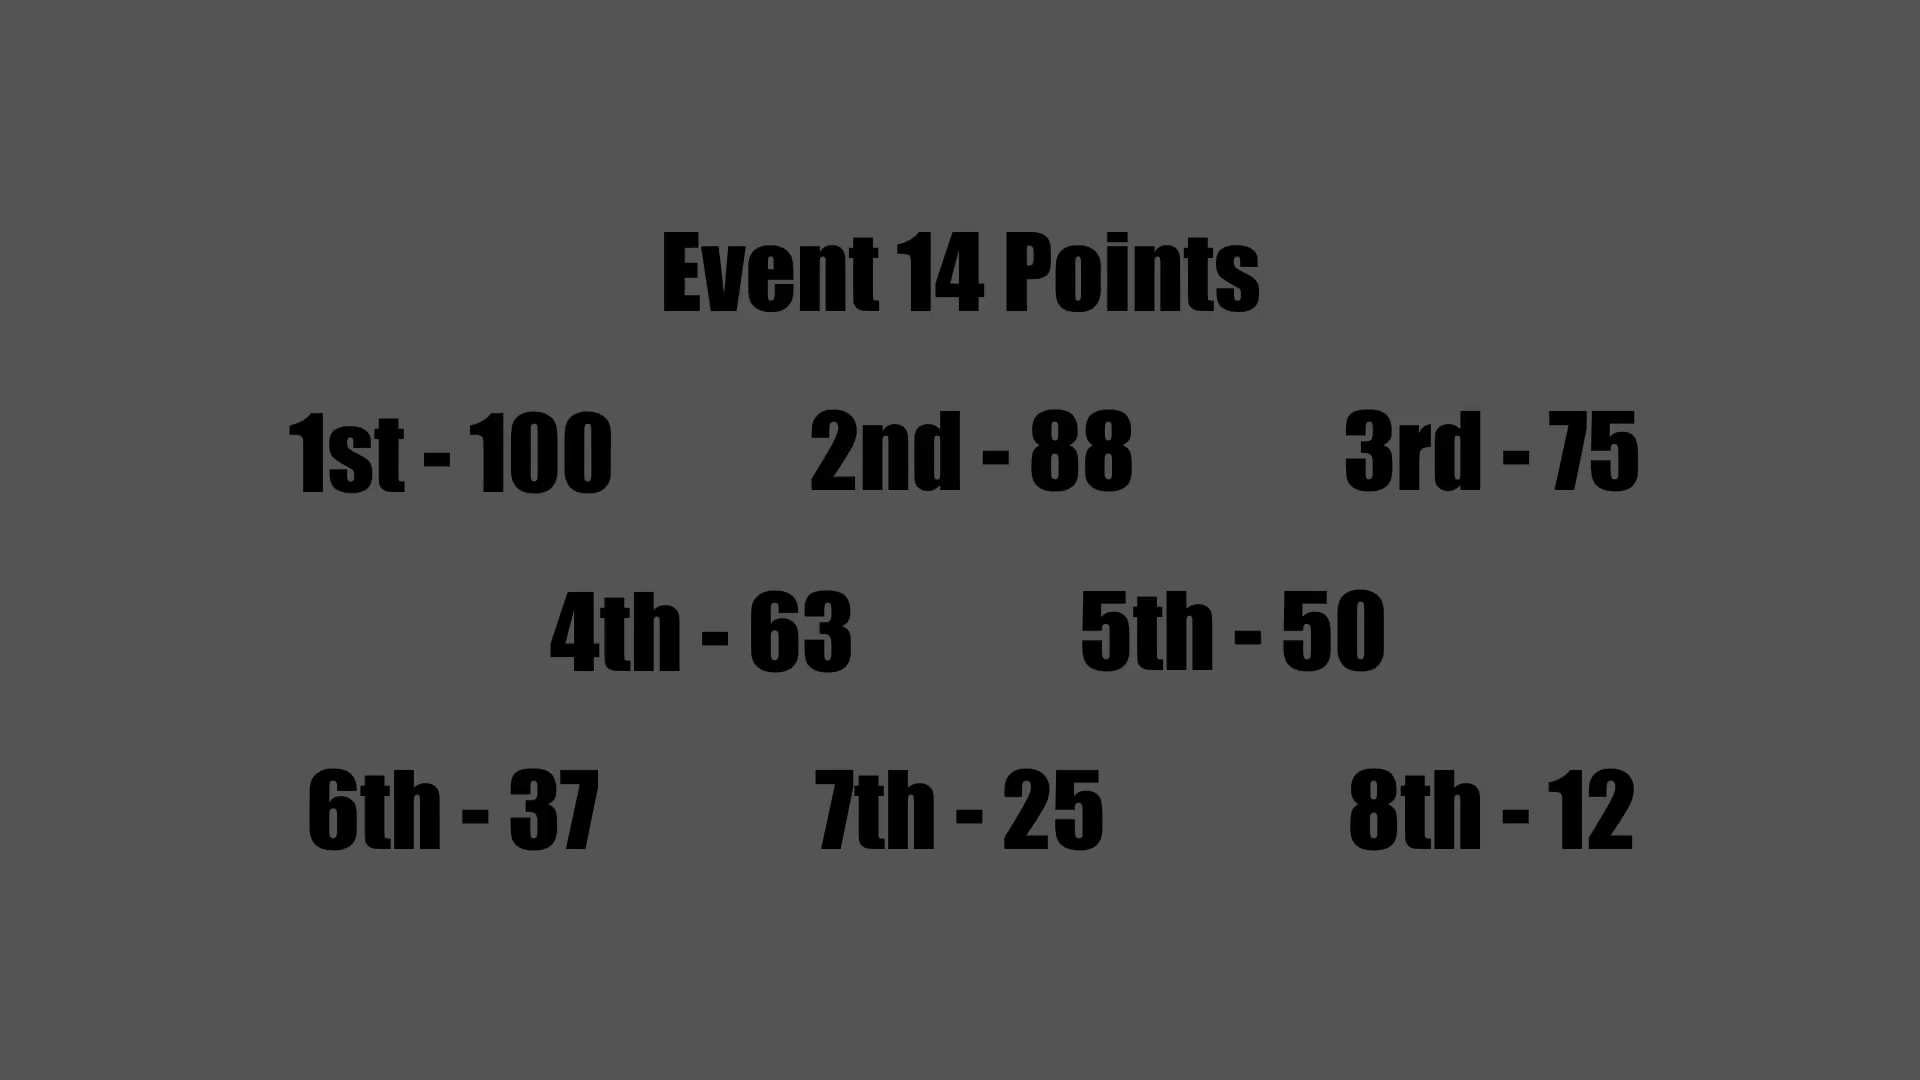 Event 14 Points
1st - 100 2nd - 88 3rd - 75
4th - 63 5th - 50
6th - 37 7th - 25 8th - 12